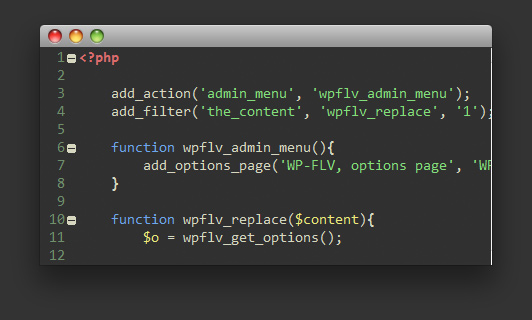 1 <?php
2
3 add_action('admin_menu', 'wpflv_admin_menu');
4 add_filter('the_content', 'wpflv_replace', '1');
5
6 function wpflv_admin_menu(){
7 add_options_page('WP-FLV, options page', 'WP
8 }
9
10 function wpflv_replace($content){
11 $o = wpflv_get_options();
12